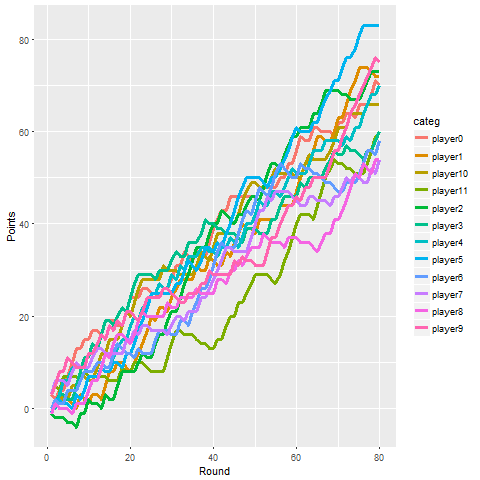 80
60
40
20
0
Points
0 20 40 60 80
Round
categ
player0
player1
player10
player11
player2
player3
player4
player5
player6
player7
player8
player9